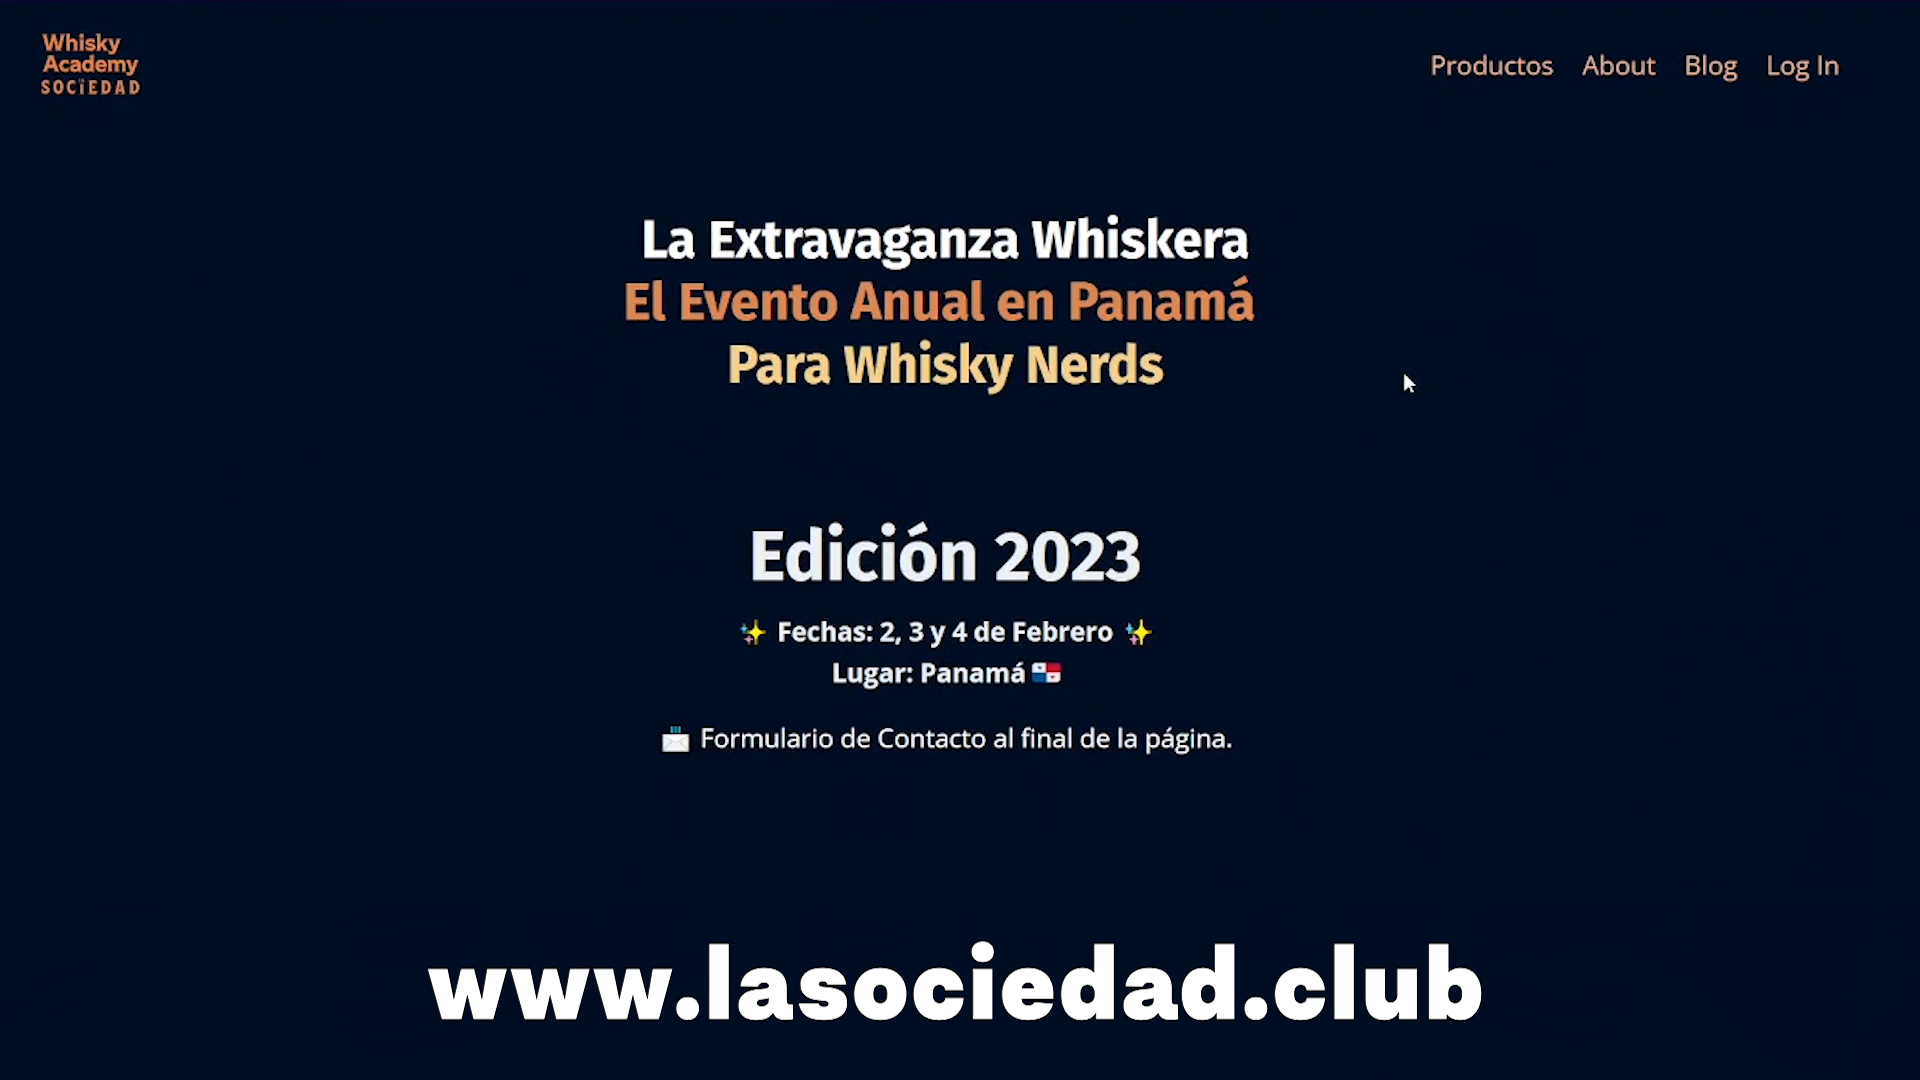 Whisky
Academy
SOCIEDAD
Productos About Blog Log In
La Extravaganza Whiskera
El Evento Anual en Panamá
Para Whisky Nerds
Edición 2023
✨ Fechas: 2, 3 y 4 de Febrero ✨
Lugar: Panamá 🇵🇦
📨 Formulario de Contacto al final de la página.
www.lasociedad.club